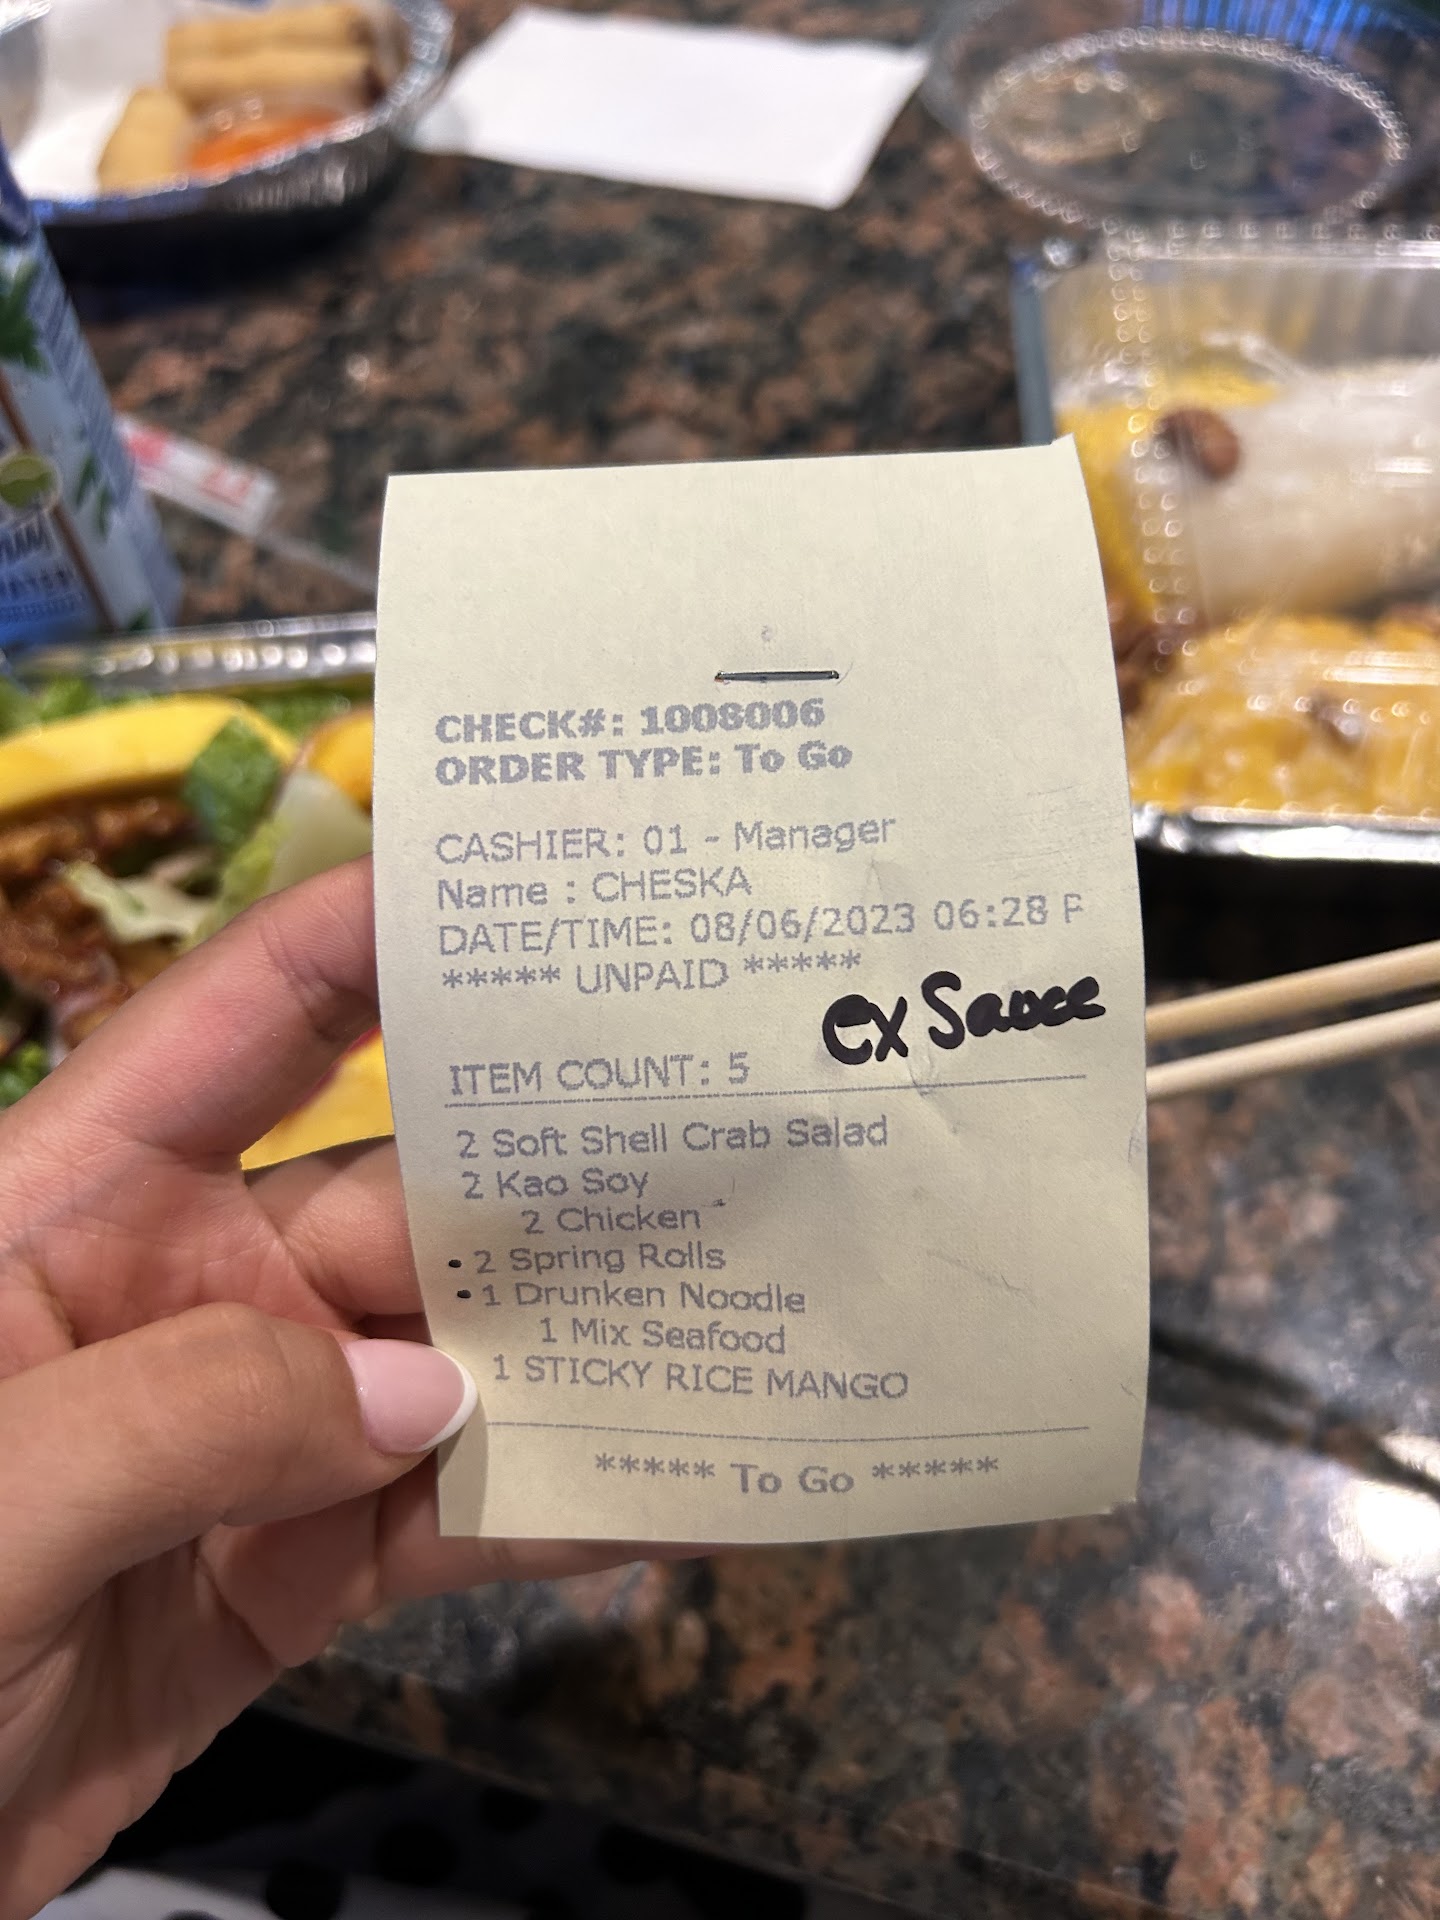 CHECK#: 1008006
ORDER TYPE: To Go
CASHIER: 01 - Manager
Name : CHESKA
DATE/TIME: 08/06/2023 06:28 P
***** UNPAID *****
ex Sauce
ITEM COUNT: 5
2 Soft Shell Crab Salad
2 Kao Soy
2 Chicken
2 Spring Rolls
1 Drunken Noodle
1 Mix Seafood
1 STICKY RICE MANGO
***** To Go *****